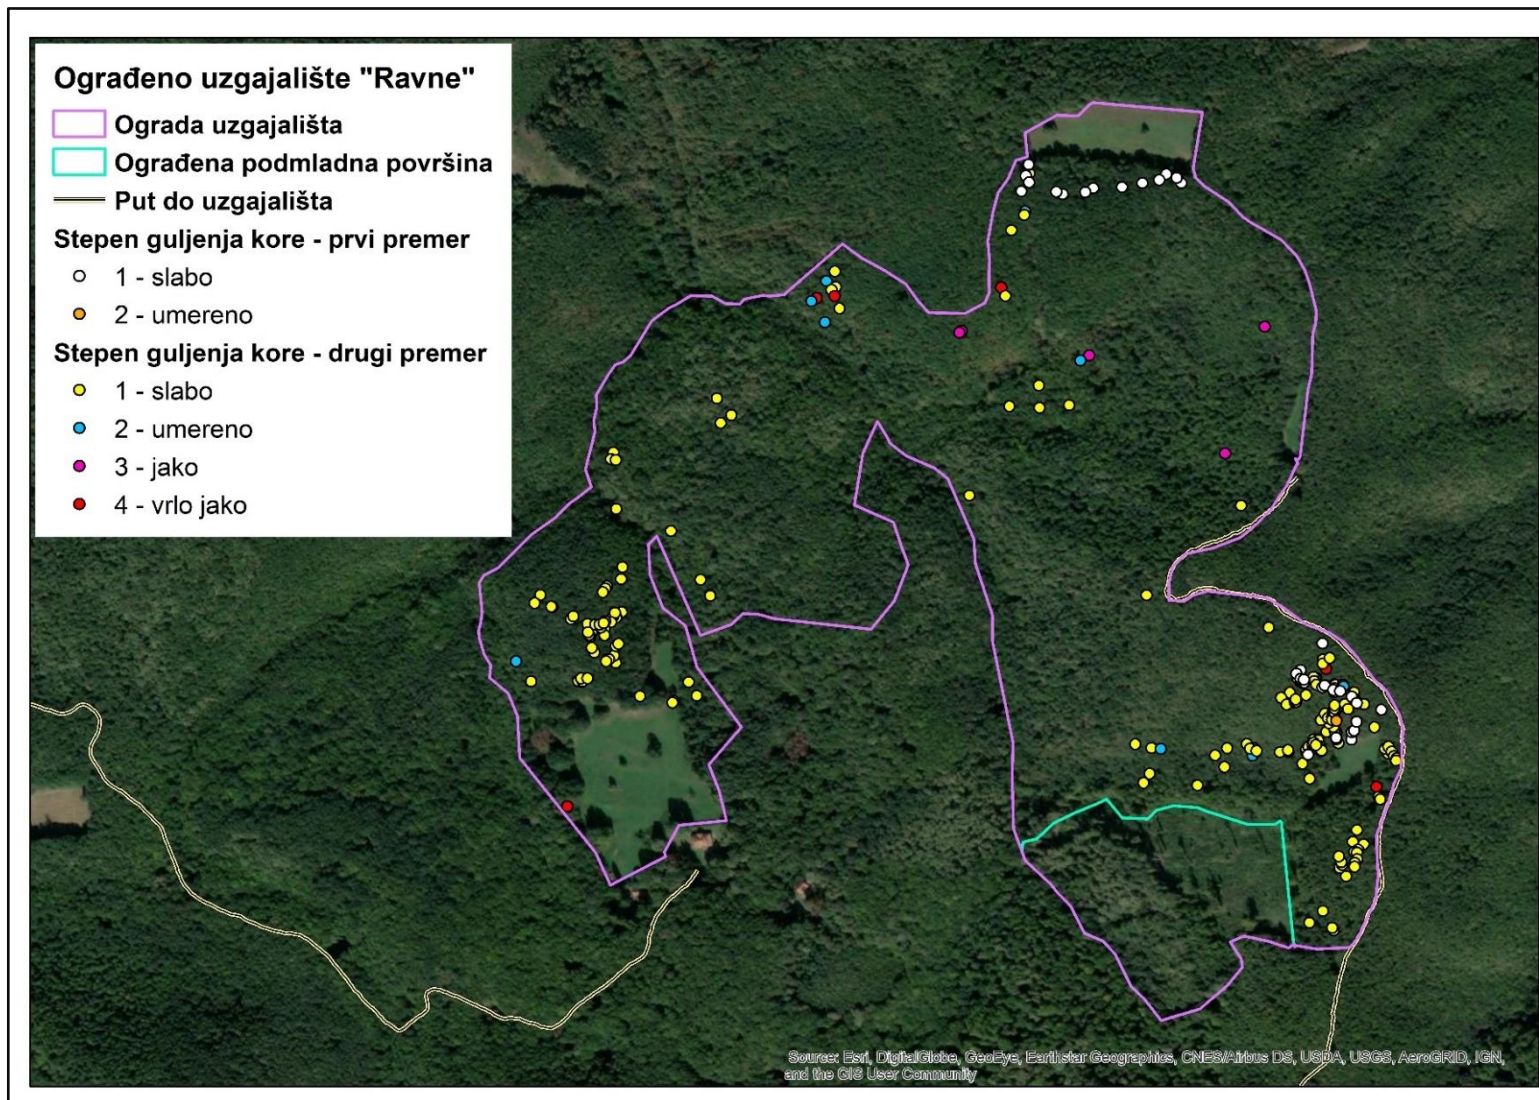 Ograđeno uzgajalište "Ravne"
Ograda uzgajališta
Ograđena podmladna površina
Put do uzgajališta
Stepen guljenja kore - prvi premer
1 - slabo
2 - umereno
Stepen guljenja kore - drugi premer
1 - slabo
2 - umereno
3 - jako
4 - vrlo jako
Source: Esri, DigitalGlobe, GeoEye, Earthstar Geographics, CNES/Airbus DS, USDA, USGS, AeroGRID, IGN,
and the GIS User Community